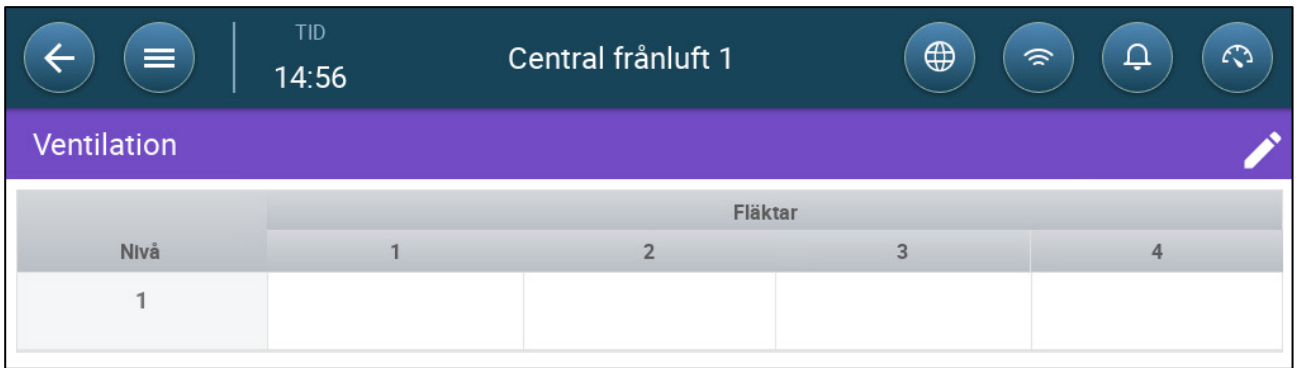 TID
14:56
Central frånluft 1
Ventilation
Fläktar
Nivå 1 2 3 4
1